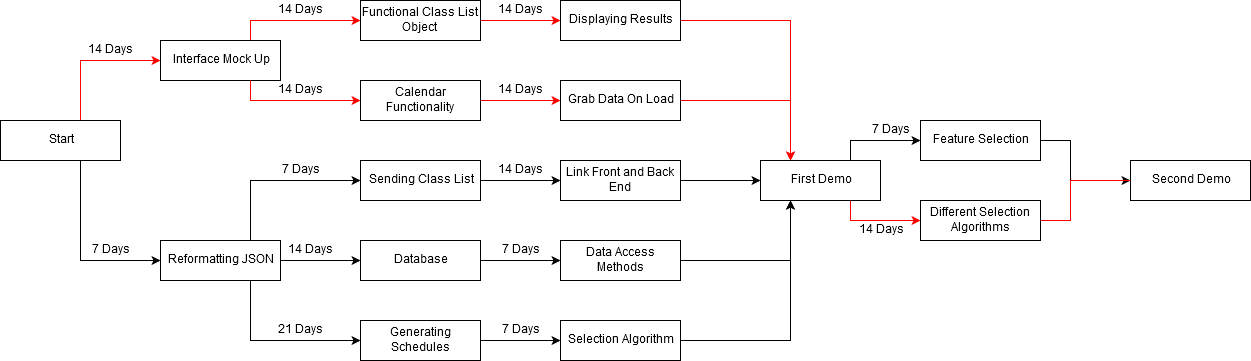 14 Days
Functional Class List
Object
14 Days
Displaying Results
14 Days
Interface Mock Up
14 Days
Calendar
Functionality
14 Days
Grab Data On Load
Start
7 Days
Feature Selection
7 Days
Sending Class List
14 Days
Link Front and Back
End
First Demo
Second Demo
14 Days
Different Selection
Algorithms
7 Days
Reformatting JSON
14 Days
Database
7 Days
Data Access
Methods
21 Days
Generating
Schedules
7 Days
Selection Algorithm